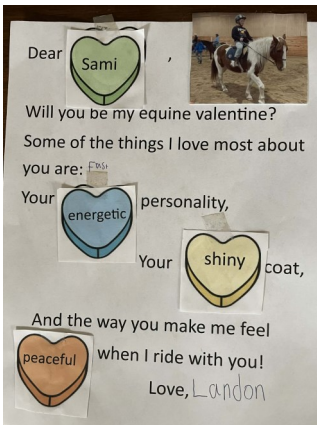 Dear Sami ,
Will you be my equine valentine?
Some of the things I love most about
you are: Fast
Your energetic personality,
Your shiny coat,
And the way you make me feel
peaceful when I ride with you!
Love, Landon